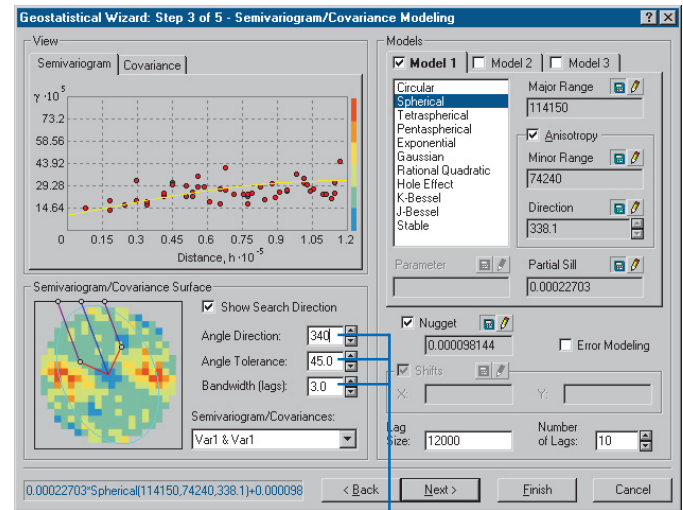 Geostatistical Wizard: Step 3 of 5 - Semivariogram/Covariance Modeling
View
Semivariogram
Covariance
γ·10 5
73.2
58.56
43.92
29.28
14.64
0 0.15 0.3 0.45 0.6 0.75 0.9 1.05 1.2
Distance, h·10 -5
Semivariogram/Covariance Surface
Show Search Direction
Angle Direction: 340
Angle Tolerance: 45.0
Bandwidth (lags): 3.0
Semivariogram/Covariances:
Var1 & Var1
Models
Model 1 Model 2 Model 3
Circular
Spherical
Tetraspherical
Pentaspherical
Exponential
Gaussian
Rational Quadratic
Hole Effect
K-Bessel
J-Bessel
Stable
Major Range
114150
Anisotropy
Minor Range
74240
Direction
338.1
Parameter
Partial Sill
0.00022703
Nugget
0.000098144
Error Modeling
Shifts
X: Y:
Lag Size: 12000
Number of Lags: 10
0.00022703*Spherical(114150,74240,338.1)+0.000098
< Back
Next >
Finish
Cancel